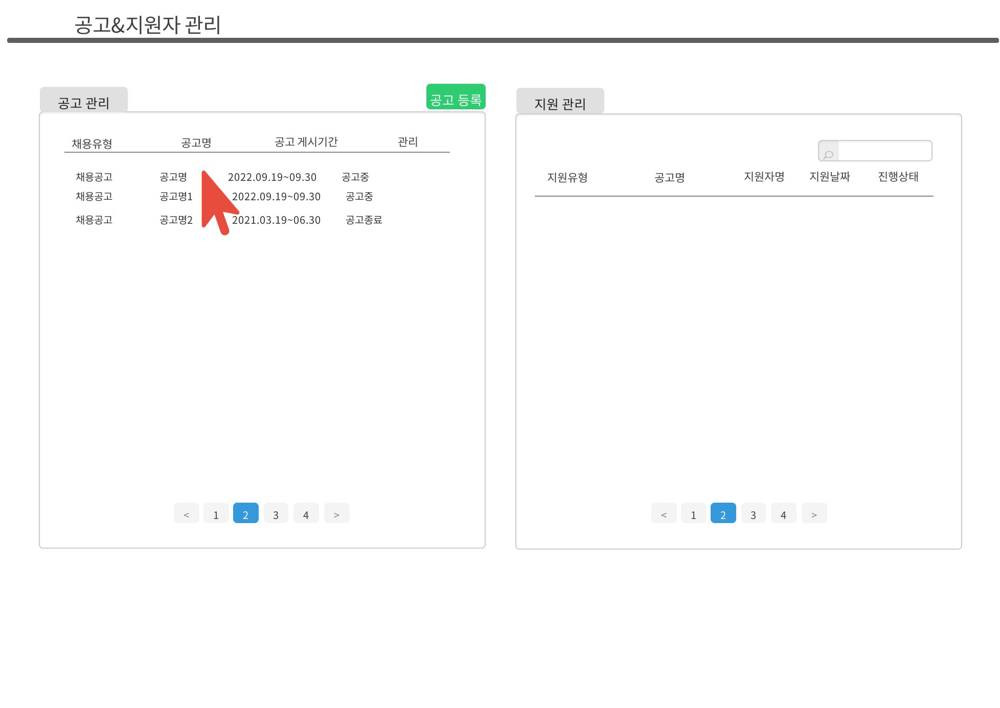 공고&지원자 관리
공고 관리
공고 등록
채용유형 공고명 공고 게시기간 관리
채용공고 공고명 2022.09.19~09.30 공고중
채용공고 공고명1 2022.09.19~09.30 공고중
채용공고 공고명2 2021.03.19~06.30 공고종료
< 1 2 3 4 >
지원 관리
지원유형 공고명 지원자명 지원날짜 진행상태
< 1 2 3 4 >